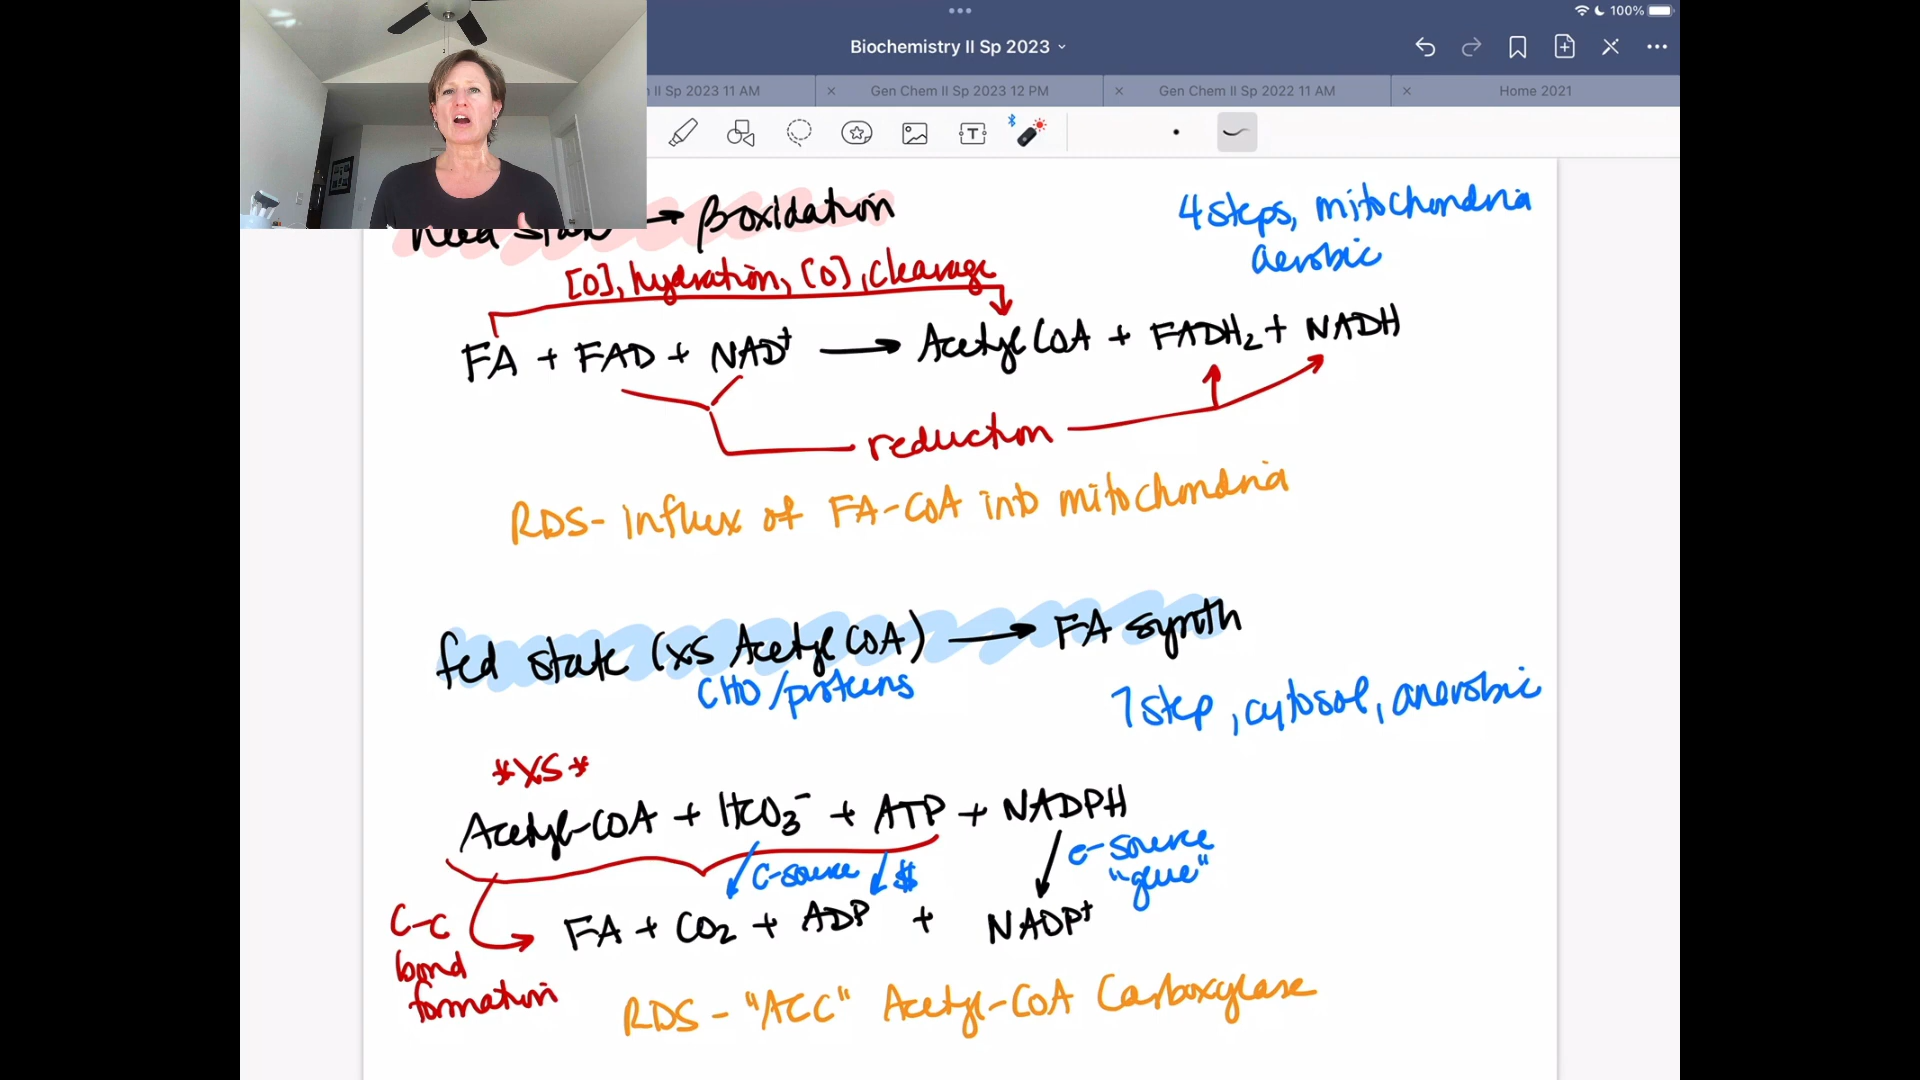 100%
Biochemistry II Sp 2023
II Sp 2023 11 AM
Gen Chem II Sp 2023 12 PM
Gen Chem II Sp 2022 11 AM
Home 2021
T
need state → β oxidation
4 steps, mitochondria
aerobic
[O], hydration, [O], cleavage
FA + FAD + NAD⁺ → Acetyl CoA + FADH₂ + NADH
reduction
RDS- influx of FA-CoA into mitochondria
fed state (xs Acetyl CoA) → FA synth
CHO/proteins
7 step, cytosol, anerobic
*XS*
Acetyl-COA + HCO₃⁻ + ATP + NADPH
C-source $
e- source
"glue"
C-C
bond
formation
FA + CO₂ + ADP + NADP⁺
RDS - "ACC" Acetyl-CoA Carboxylase